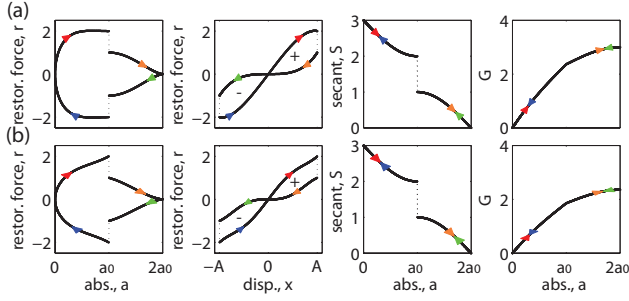 (a)
restor. force, r
2
0
−2
restor. force, r
2
0
−2
+
-
secant, S
3
2
1
0
G
4
2
0
(b)
restor. force, r
2
0
−2
0 a0 2a0
abs., a
restor. force, r
2
0
−2
+
-
−A 0 A
disp., x
secant, S
3
2
1
0
0 a0 2a0
abs., a
G
4
2
0
0 a0 2a0
abs., a